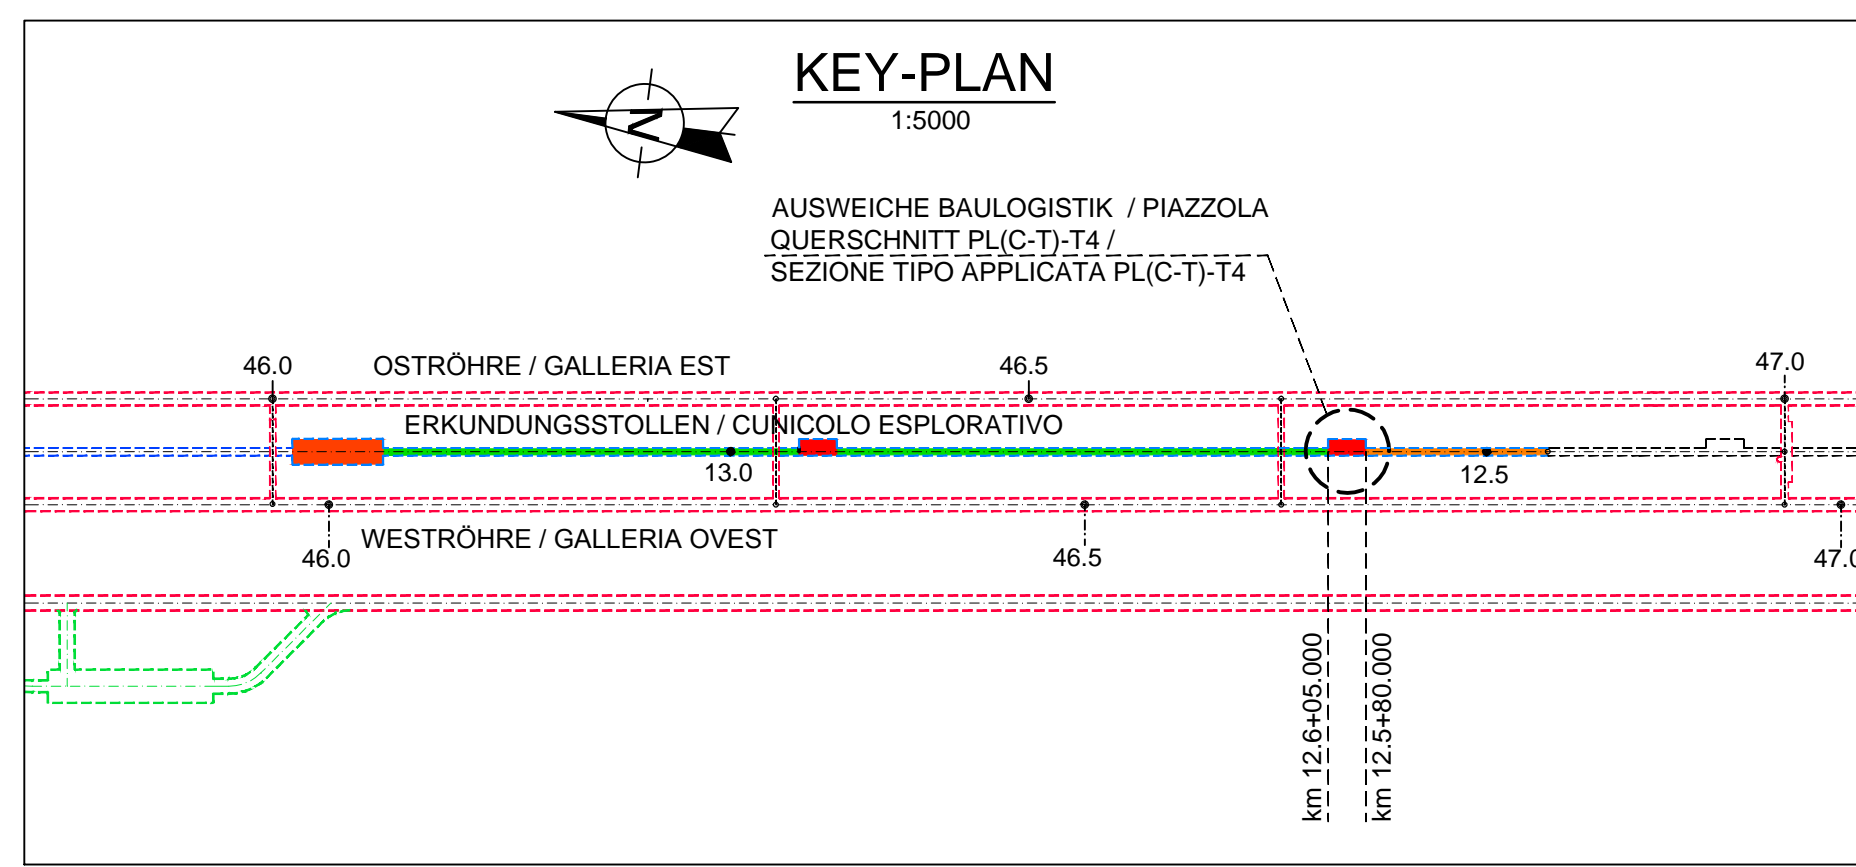 KEY-PLAN
1:5000
N
AUSWEICHE BAULOGISTIK / PIAZZOLA
QUERSCHNITT PL(C-T)-T4 /
SEZIONE TIPO APPLICATA PL(C-T)-T4
46.0
OSTRÖHRE / GALLERIA EST
46.5
47.0
ERKUNDUNGSSTOLLEN / CUNICOLO ESPLORATIVO
13.0
12.5
46.0
WESTRÖHRE / GALLERIA OVEST
46.5
47.0
km 12.6+05.000
km 12.5+80.000